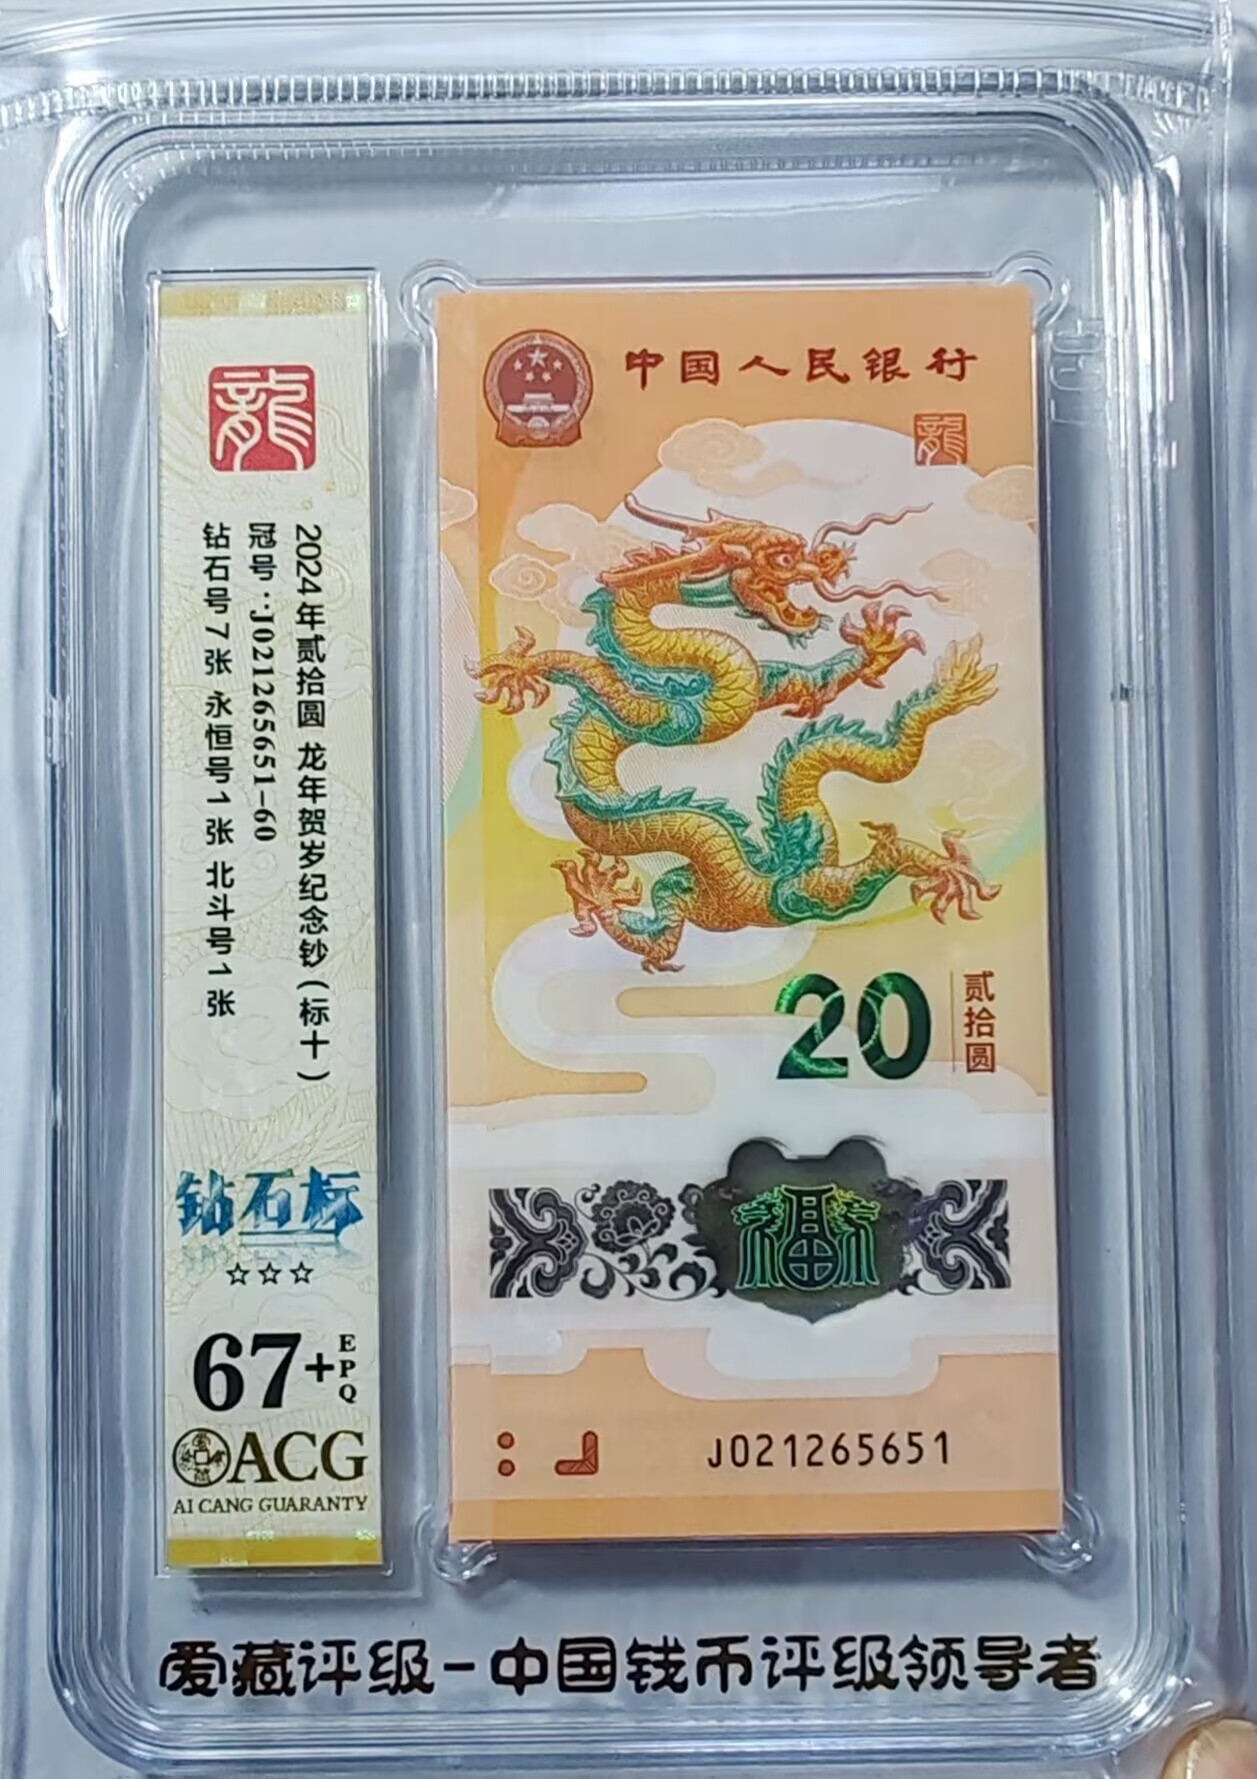 龍
2024年贰拾圆 龙年贺岁纪念钞(标十)
冠号:J021265651-60
钻石号7张 永恒号1张 北斗号1张
钻石标
67+
EPQ
ACG
AI CANG GUARANTY
中国人民银行
龍
20
贰拾圆
福
J021265651
爱藏评级-中国钱币评级领导者